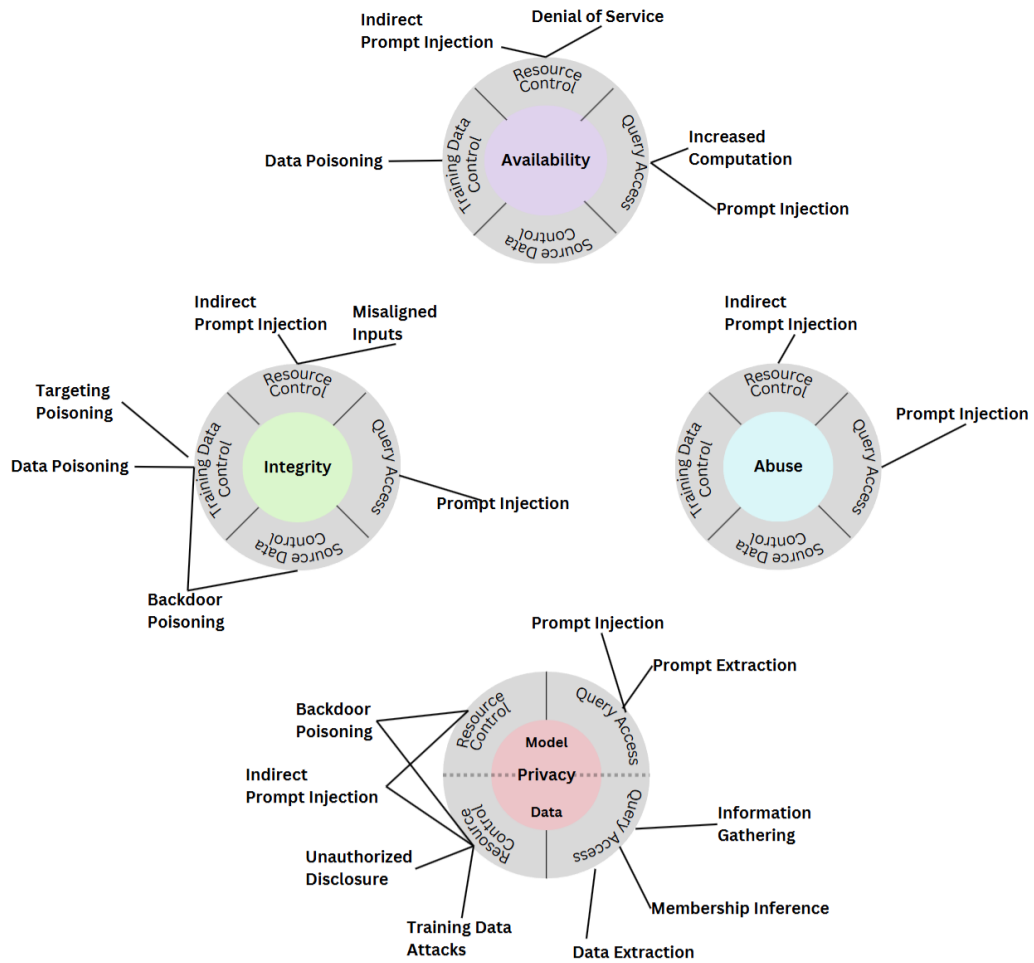 Indirect
Prompt Injection
Denial of Service
Resource
Control
Training Data
Control
Availability
Query Access
Source Data
Control
Data Poisoning
Increased
Computation
Prompt Injection
Indirect
Prompt Injection
Misaligned
Inputs
Targeting
Poisoning
Data Poisoning
Resource
Control
Training Data
Control
Integrity
Query Access
Source Data
Control
Prompt Injection
Backdoor
Poisoning
Indirect
Prompt Injection
Resource
Control
Training Data
Control
Abuse
Query Access
Source Data
Control
Prompt Injection
Prompt Injection
Prompt Extraction
Backdoor
Poisoning
Indirect
Prompt Injection
Resource
Control
Query Access
Model
Privacy
Data
Resource
Control
Query Access
Information
Gathering
Unauthorized
Disclosure
Membership Inference
Training Data
Attacks
Data Extraction